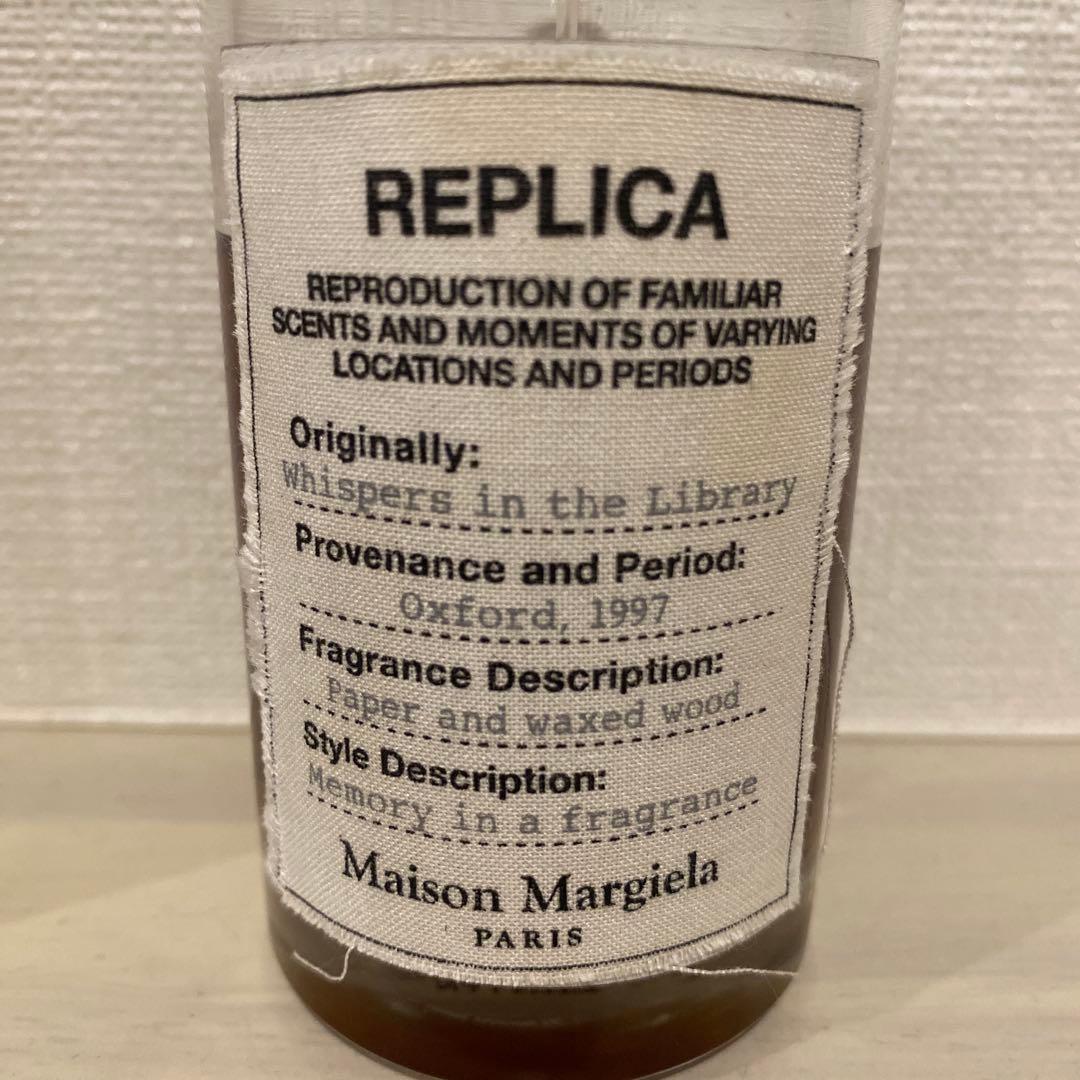 REPLICA
REPRODUCTION OF FAMILIAR
SCENTS AND MOMENTS OF VARYING
LOCATIONS AND PERIODS
Originally:
Whispers in the Library
Provenance and Period:
Oxford, 1997
Fragrance Description:
Paper and waxed wood
Style Description:
Memory in a fragrance
Maison Margiela
PARIS